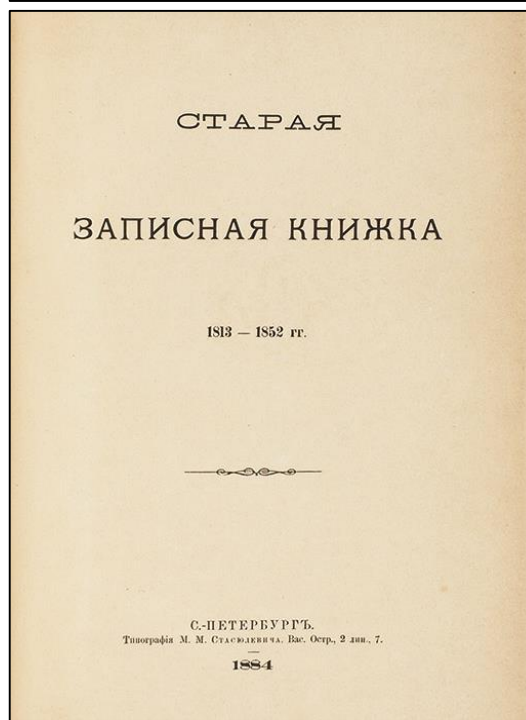 СТАРАЯ
ЗАПИСНАЯ КНИЖКА
1813 — 1852 гг.
С.-ПЕТЕРБУРГЪ.
Типографія М. М. Стасюлевича. Вас. Остр., 2 лин., 7.
1884